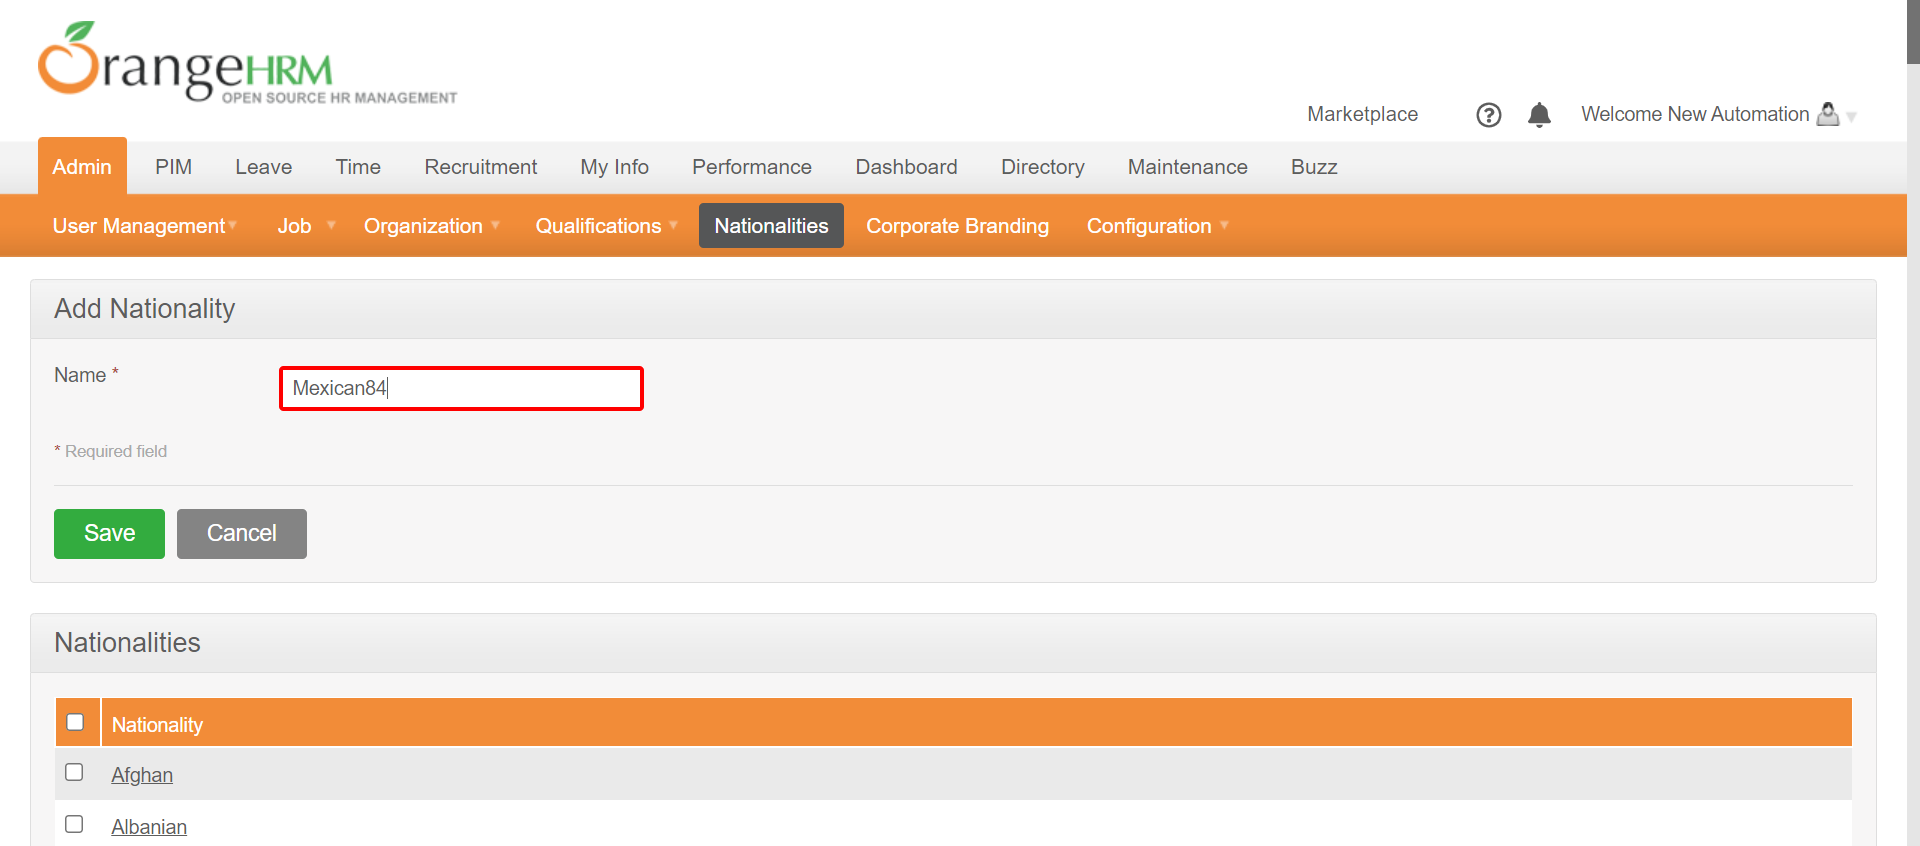 OrangeHRM
OPEN SOURCE HR MANAGEMENT
Marketplace ? Welcome New Automation
Admin PIM Leave Time Recruitment My Info Performance Dashboard Directory Maintenance Buzz
User Management Job Organization Qualifications Nationalities Corporate Branding Configuration
Add Nationality
Name * Mexican84
* Required field
Save Cancel
Nationalities
Nationality
Afghan
Albanian